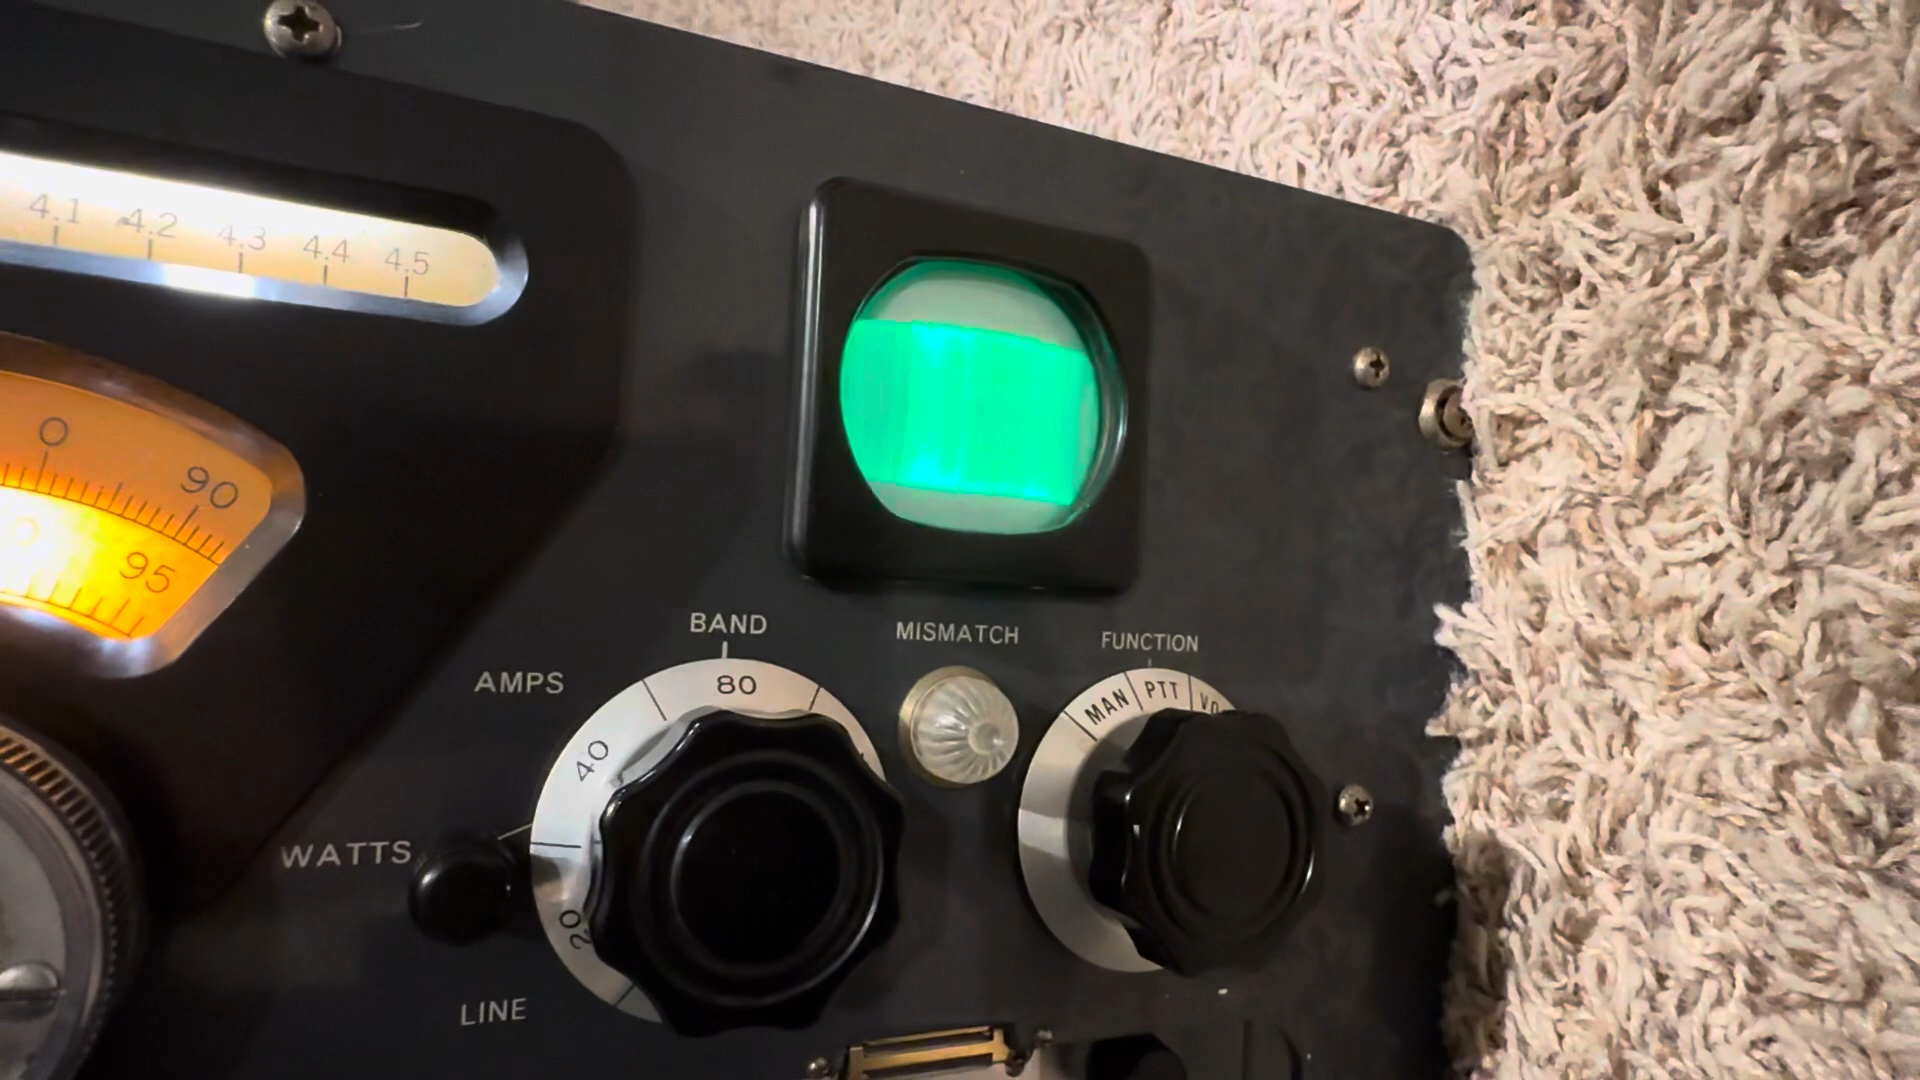 4.1 4.2 4.3 4.4 4.5
0 90
95
BAND
MISMATCH
FUNCTION
AMPS
80
MAN PTT
40
WATTS
20
LINE